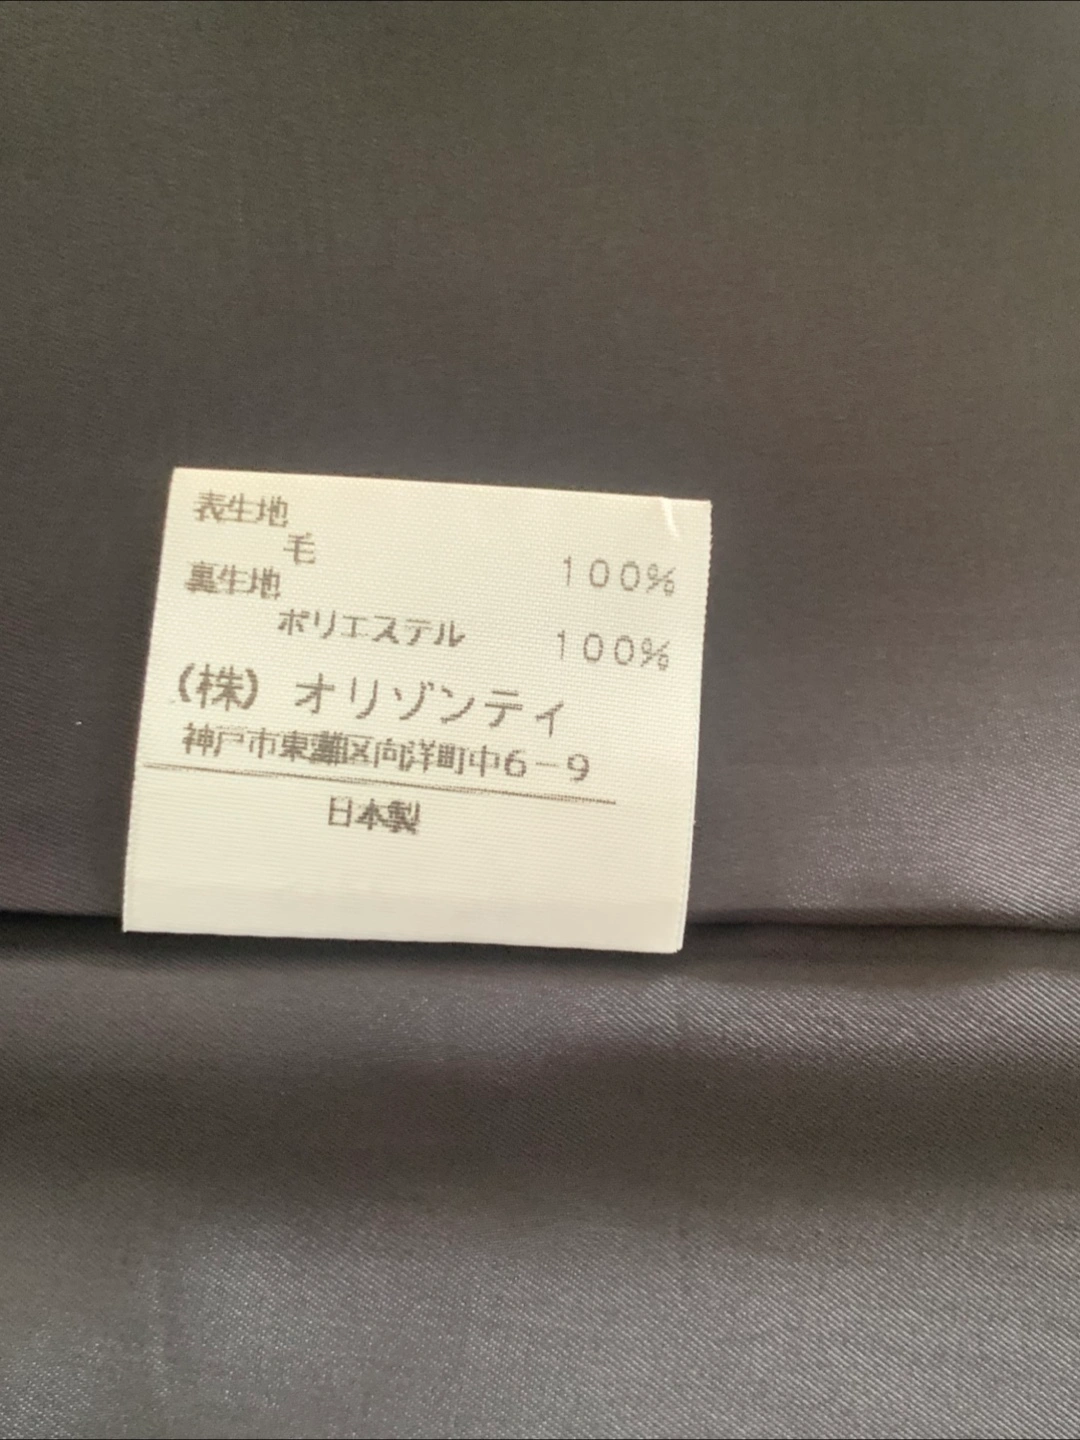 表生地
毛 100%
裏生地
ポリエステル 100%
(株) オリゾンティ
神戸市東灘区向洋町中6-9
日本製